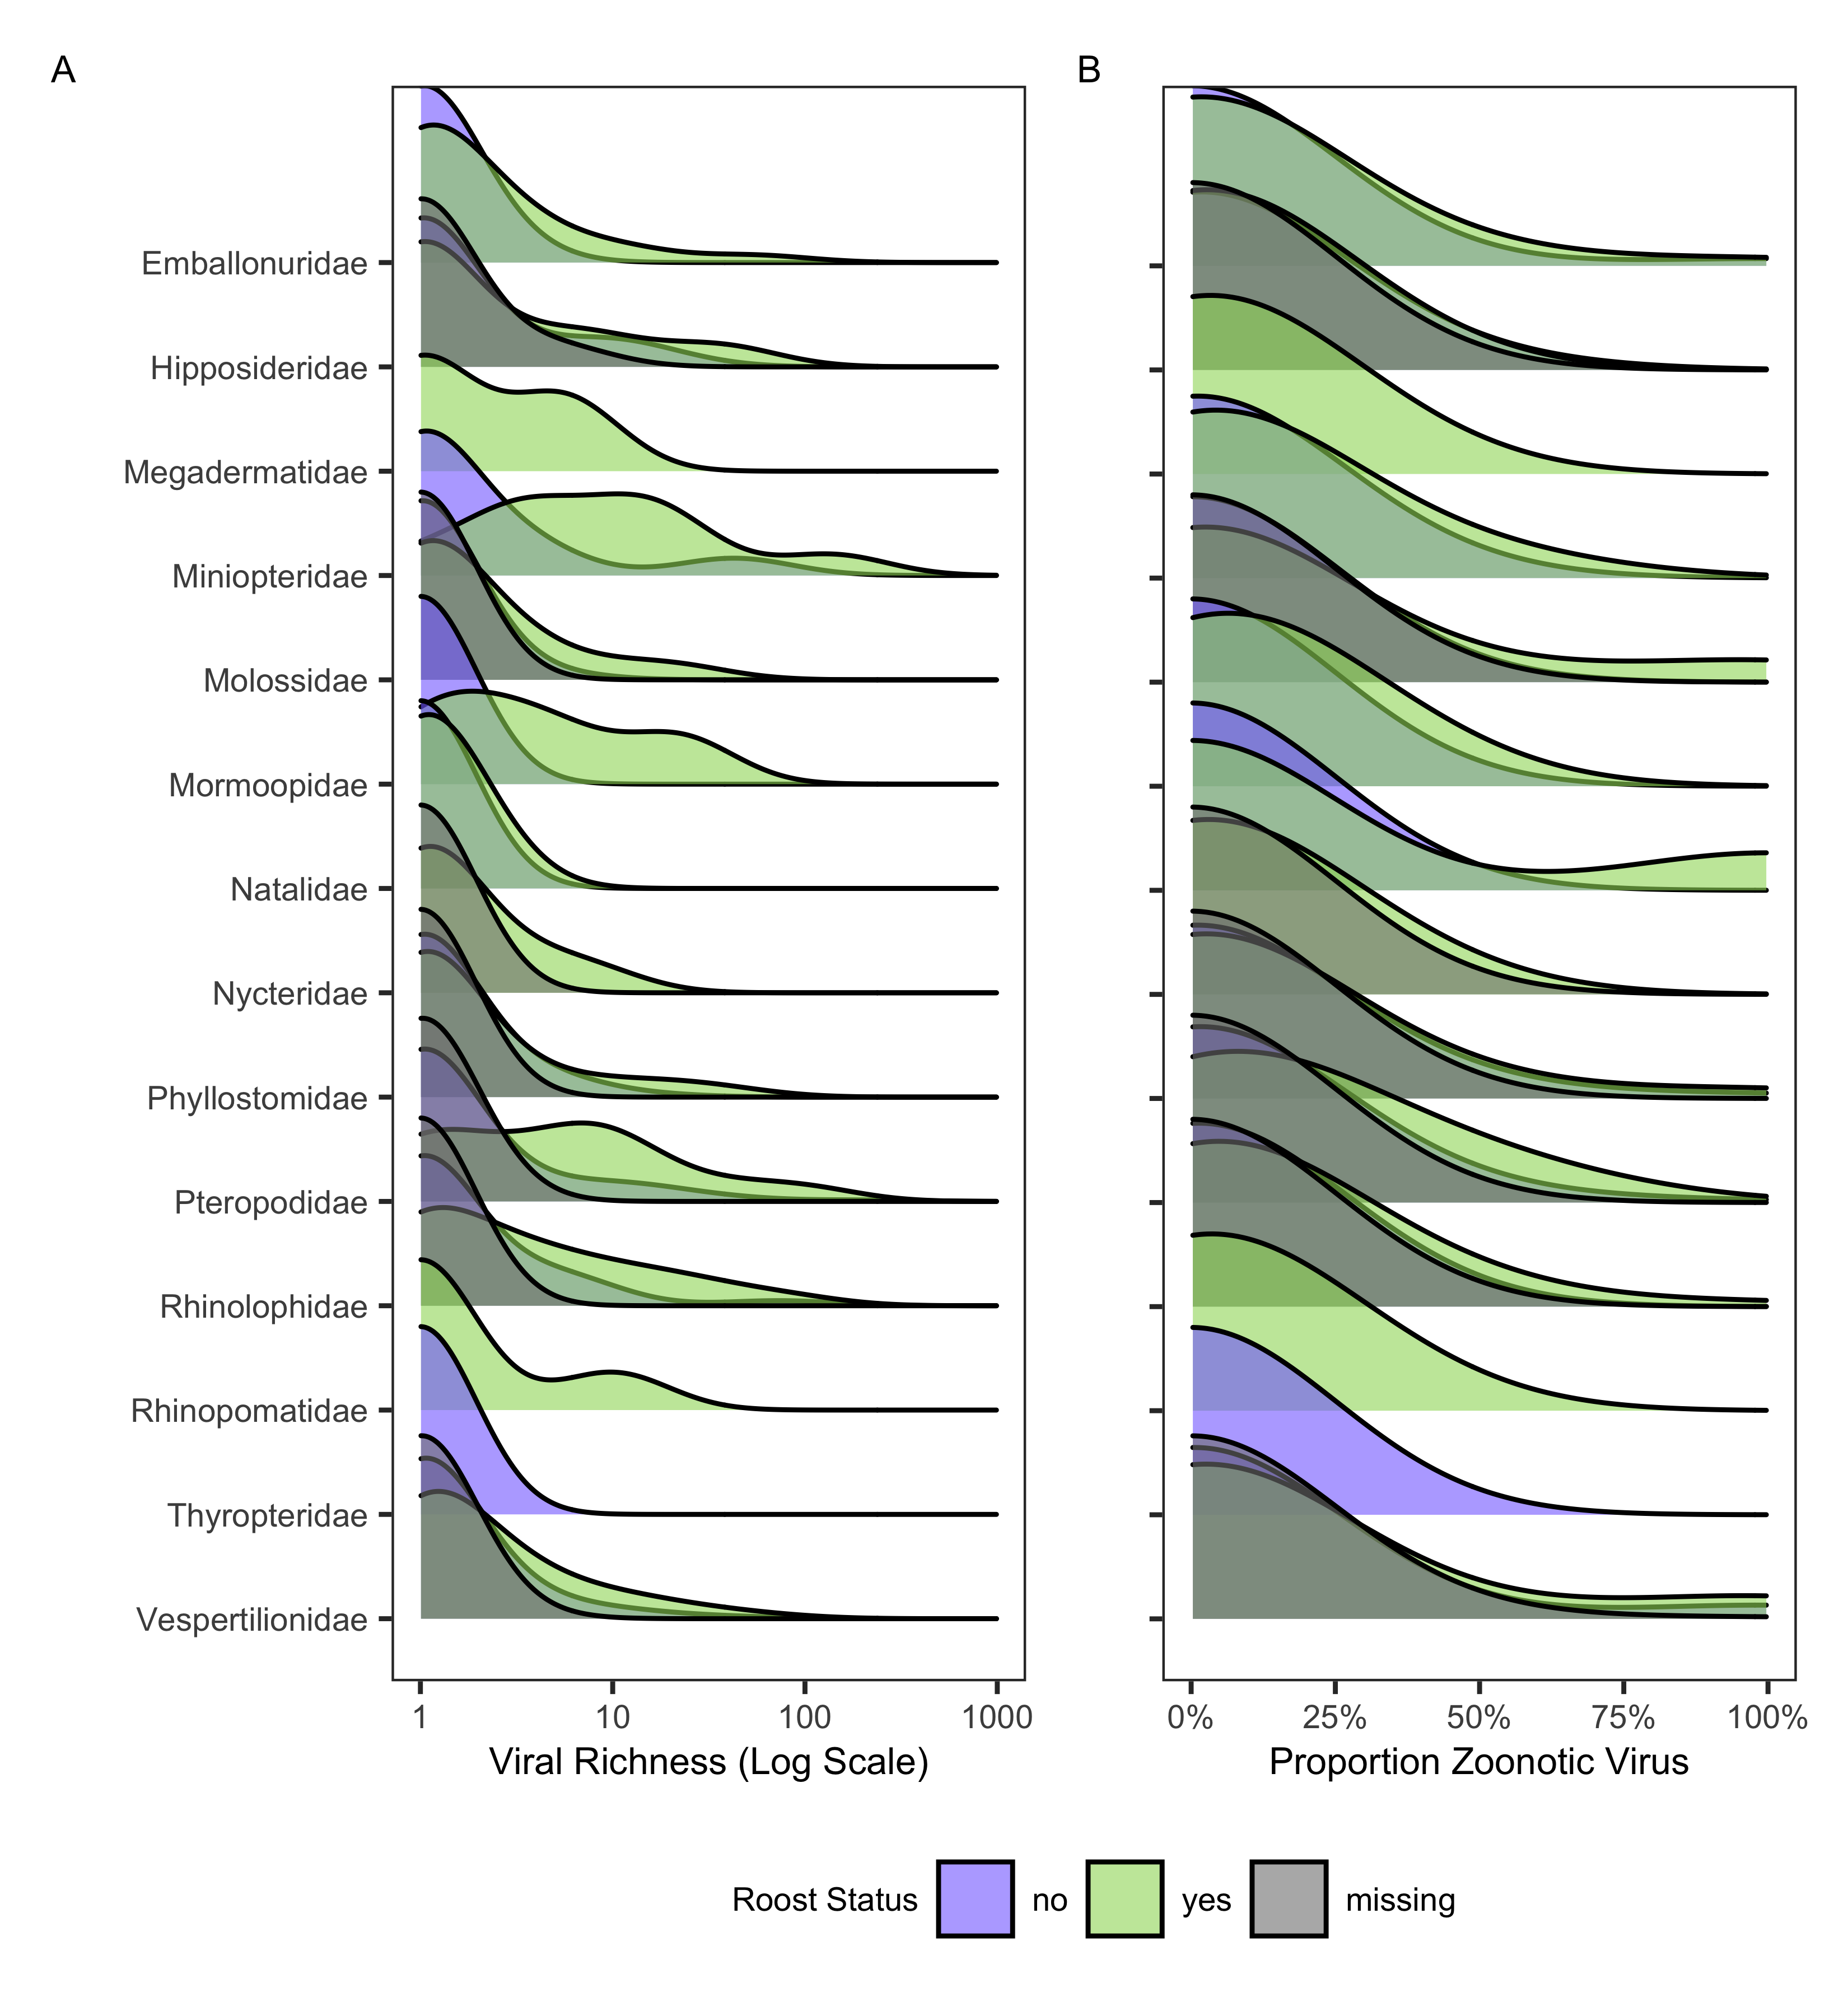 A
B
Emballonuridae
Hipposideridae
Megadermatidae
Miniopteridae
Molossidae
Mormoopidae
Natalidae
Nycteridae
Phyllostomidae
Pteropodidae
Rhinolophidae
Rhinopomatidae
Thyropteridae
Vespertilionidae
1 10 100 1000
0% 25% 50% 75% 100%
Viral Richness (Log Scale)
Proportion Zoonotic Virus
Roost Status no yes missing